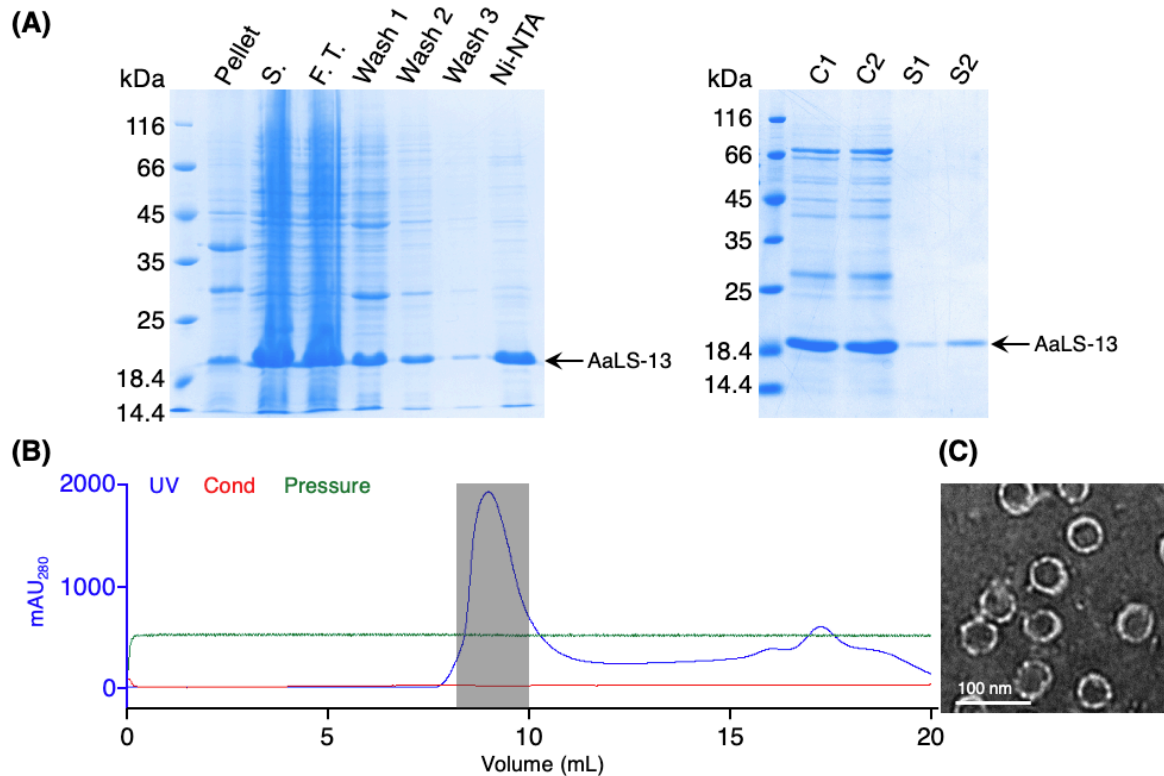 (A)
kDa Pellet S. F. T. Wash 1 Wash 2 Wash 3 Ni-NTA
116
66
45
35
25
18.4
14.4
AaLS-13
kDa C1 C2 S1 S2
116
66
45
35
25
18.4
14.4
AaLS-13
(B)
UV Cond Pressure
mAU280
2000
1000
0
0 5 10 15 20
Volume (mL)
(C)
100 nm